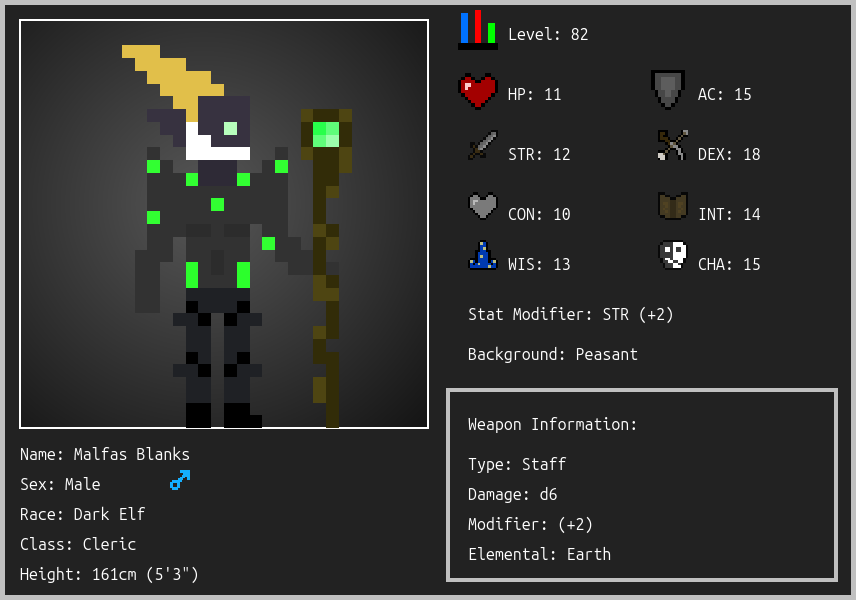 Level: 82
HP: 11
AC: 15
STR: 12
DEX: 18
CON: 10
INT: 14
WIS: 13
CHA: 15
Stat Modifier: STR (+2)
Background: Peasant
Weapon Information:
Type: Staff
Damage: d6
Modifier: (+2)
Elemental: Earth
Name: Malfas Blanks
Sex: Male
Race: Dark Elf
Class: Cleric
Height: 161cm (5'3")